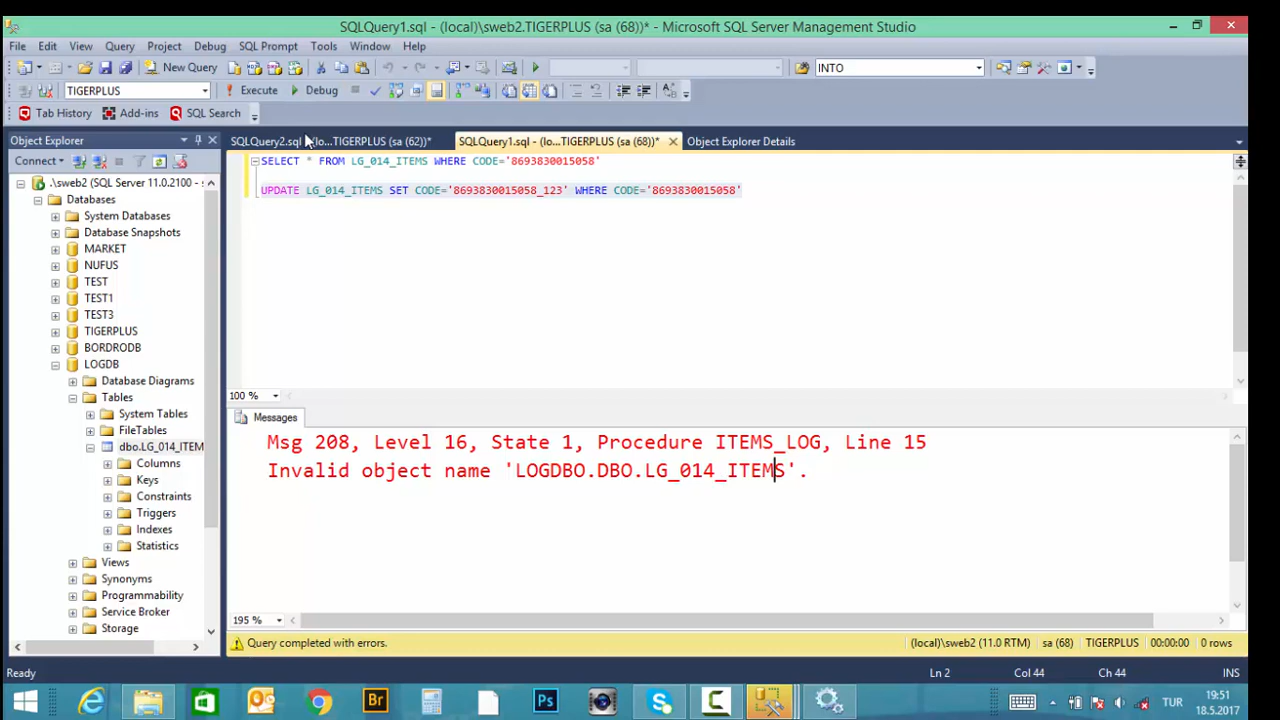 SQLQuery1.sql - (local)\sweb2.TIGERPLUS (sa (68))* - Microsoft SQL Server Management Studio
File Edit View Query Project Debug SQL Prompt Tools Window Help
New Query INTO
TIGERPLUS Execute Debug
Tab History Add-ins SQL Search
Object Explorer
SQLQuery2.sql (lo...TIGERPLUS (sa (62))* SQLQuery1.sql - (lo...TIGERPLUS (sa (68))* Object Explorer Details
Connect
.\sweb2 (SQL Server 11.0.2100 - s
Databases
System Databases
Database Snapshots
MARKET
NUFUS
TEST
TEST1
TEST3
TIGERPLUS
BORDRODB
LOGDB
Database Diagrams
Tables
System Tables
FileTables
dbo.LG_014_ITEM
Columns
Keys
Constraints
Triggers
Indexes
Statistics
Views
Synonyms
Programmability
Service Broker
Storage
SELECT * FROM LG_014_ITEMS WHERE CODE='8693830015058'
UPDATE LG_014_ITEMS SET CODE='8693830015058_123' WHERE CODE='8693830015058'
100 %
Messages
Msg 208, Level 16, State 1, Procedure ITEMS_LOG, Line 15
Invalid object name 'LOGDBO.DBO.LG_014_ITEMS'.
195 %
Query completed with errors. (local)\sweb2 (11.0 RTM) sa (68) TIGERPLUS 00:00:00 0 rows
Ready Ln 2 Col 44 Ch 44 INS
Br Ps TUR
19:51
18.5.2017